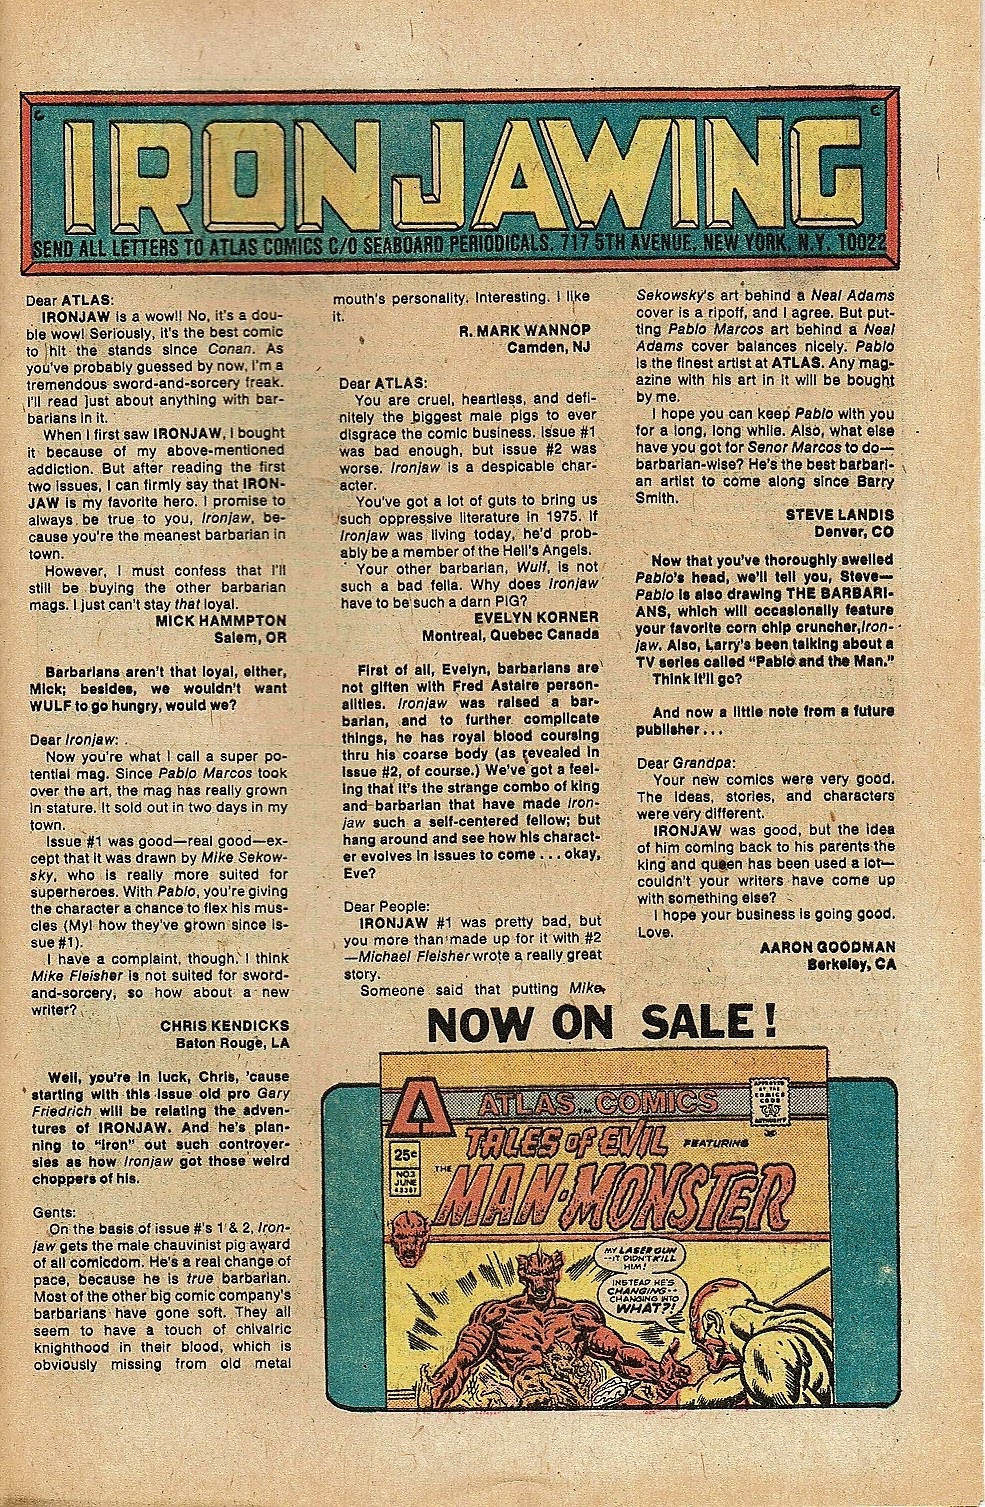 IRONJAWING
SEND ALL LETTERS TO ATLAS COMICS C/O SEABOARD PERIODICALS, 717 5TH AVENUE, NEW YORK, N.Y. 10022
Dear ATLAS:
IRONJAW is a wow!! No, it's a dou-
ble wow! Seriously, it's the best comic
to hit the stands since Conan. As
you've probably guessed by now, I'm a
tremendous sword-and-sorcery freak.
I'll read just about anything with bar-
barians in it.
When I first saw IRONJAW, I bought
it because of my above-mentioned
addiction. But after reading the first
two issues, I can firmly say that IRON-
JAW is my favorite hero. I promise to
always be true to you, Ironjaw, be-
cause you're the meanest barbarian in
town.
However, I must confess that I'll
still be buying the other barbarian
mags. I just can't stay that loyal.
MICK HAMMPTON
Salem, OR
Barbarians aren't that loyal, either,
Mick; besides, we wouldn't want
WULF to go hungry, would we?
Dear Ironjaw:
Now you're what I call a super po-
tential mag. Since Pablo Marcos took
over the art, the mag has really grown
in stature. It sold out in two days in my
town.
Issue #1 was good—real good—ex-
cept that it was drawn by Mike Sekow-
sky, who is really more suited for
superheroes. With Pablo, you're giving
the character a chance to flex his mus-
cles (My! how they've grown since is-
sue #1).
I have a complaint, though. I think
Mike Fleisher is not suited for sword-
and-sorcery, so how about a new
writer?
CHRIS KENDICKS
Baton Rouge, LA
Well, you're in luck, Chris, 'cause
starting with this issue old pro Gary
Friedrich will be relating the adven-
tures of IRONJAW. And he's plan-
ning to "iron" out such controver-
sies as how Ironjaw got those weird
choppers of his.
Gents:
On the basis of issue #'s 1 & 2, Iron-
jaw gets the male chauvinist pig award
of all comicdom. He's a real change of
pace, because he is true barbarian.
Most of the other big comic company's
barbarians have gone soft. They all
seem to have a touch of chivalric
knighthood in their blood, which is
obviously missing from old metal
mouth's personality. Interesting. I like
it.
R. MARK WANNOP
Camden, NJ
Dear ATLAS:
You are cruel, heartless, and defi-
nitely the biggest male pigs to ever
disgrace the comic business. Issue #1
was bad enough, but issue #2 was
worse. Ironjaw is a despicable char-
acter.
You've got a lot of guts to bring us
such oppressive literature in 1975. If
Ironjaw was living today, he'd prob-
ably be a member of the Hell's Angels.
Your other barbarian, Wulf, is not
such a bad fella. Why does Ironjaw
have to be such a darn PIG?
EVELYN KORNER
Montreal, Quebec Canada
First of all, Evelyn, barbarians are
not giften with Fred Astaire person-
alities. Ironjaw was raised a bar-
barian, and to further complicate
things, he has royal blood coursing
thru his coarse body (as revealed in
issue #2, of course.) We've got a feel-
ing that it's the strange combo of king
and barbarian that have made Iron-
jaw such a self-centered fellow; but
hang around and see how his charact-
er evolves in issues to come . . . okay,
Eve?
Dear People:
IRONJAW #1 was pretty bad, but
you more than made up for it with #2
—Michael Fleisher wrote a really great
story.
Someone said that putting Mike
Sekowsky's art behind a Neal Adams
cover is a ripoff, and I agree. But put-
ting Pablo Marcos art behind a Neal
Adams cover balances nicely. Pablo
is the finest artist at ATLAS. Any mag-
azine with his art in it will be bought
by me.
I hope you can keep Pablo with you
for a long, long while. Also, what else
have you got for Senor Marcos to do—
barbarian-wise? He's the best barbari-
an artist to come along since Barry
Smith.
STEVE LANDIS
Denver, CO
Now that you've thoroughly swelled
Pablo's head, we'll tell you, Steve—
Pablo is also drawing THE BARBARI-
ANS, which will occasionally feature
your favorite corn chip cruncher, Iron-
jaw. Also, Larry's been talking about a
TV series called "Pablo and the Man."
Think it'll go?
And now a little note from a future
publisher . . .
Dear Grandpa:
Your new comics were very good.
The ideas, stories, and characters
were very different.
IRONJAW was good, but the idea
of him coming back to his parents the
king and queen has been used a lot—
couldn't your writers have come up
with something else?
I hope your business is going good.
Love,
AARON GOODMAN
Berkeley, CA
NOW ON SALE!
ATLAS COMICS
APPROVED
BY THE
COMICS
CODE
AUTHORITY
TALES OF EVIL
FEATURING
25¢
NO.3
JUNE
THE
MAN-MONSTER
MY LASER GUN
--IT DIDN'T KILL
HIM!
INSTEAD HE'S
CHANGING--
CHANGING INTO
WHAT?!